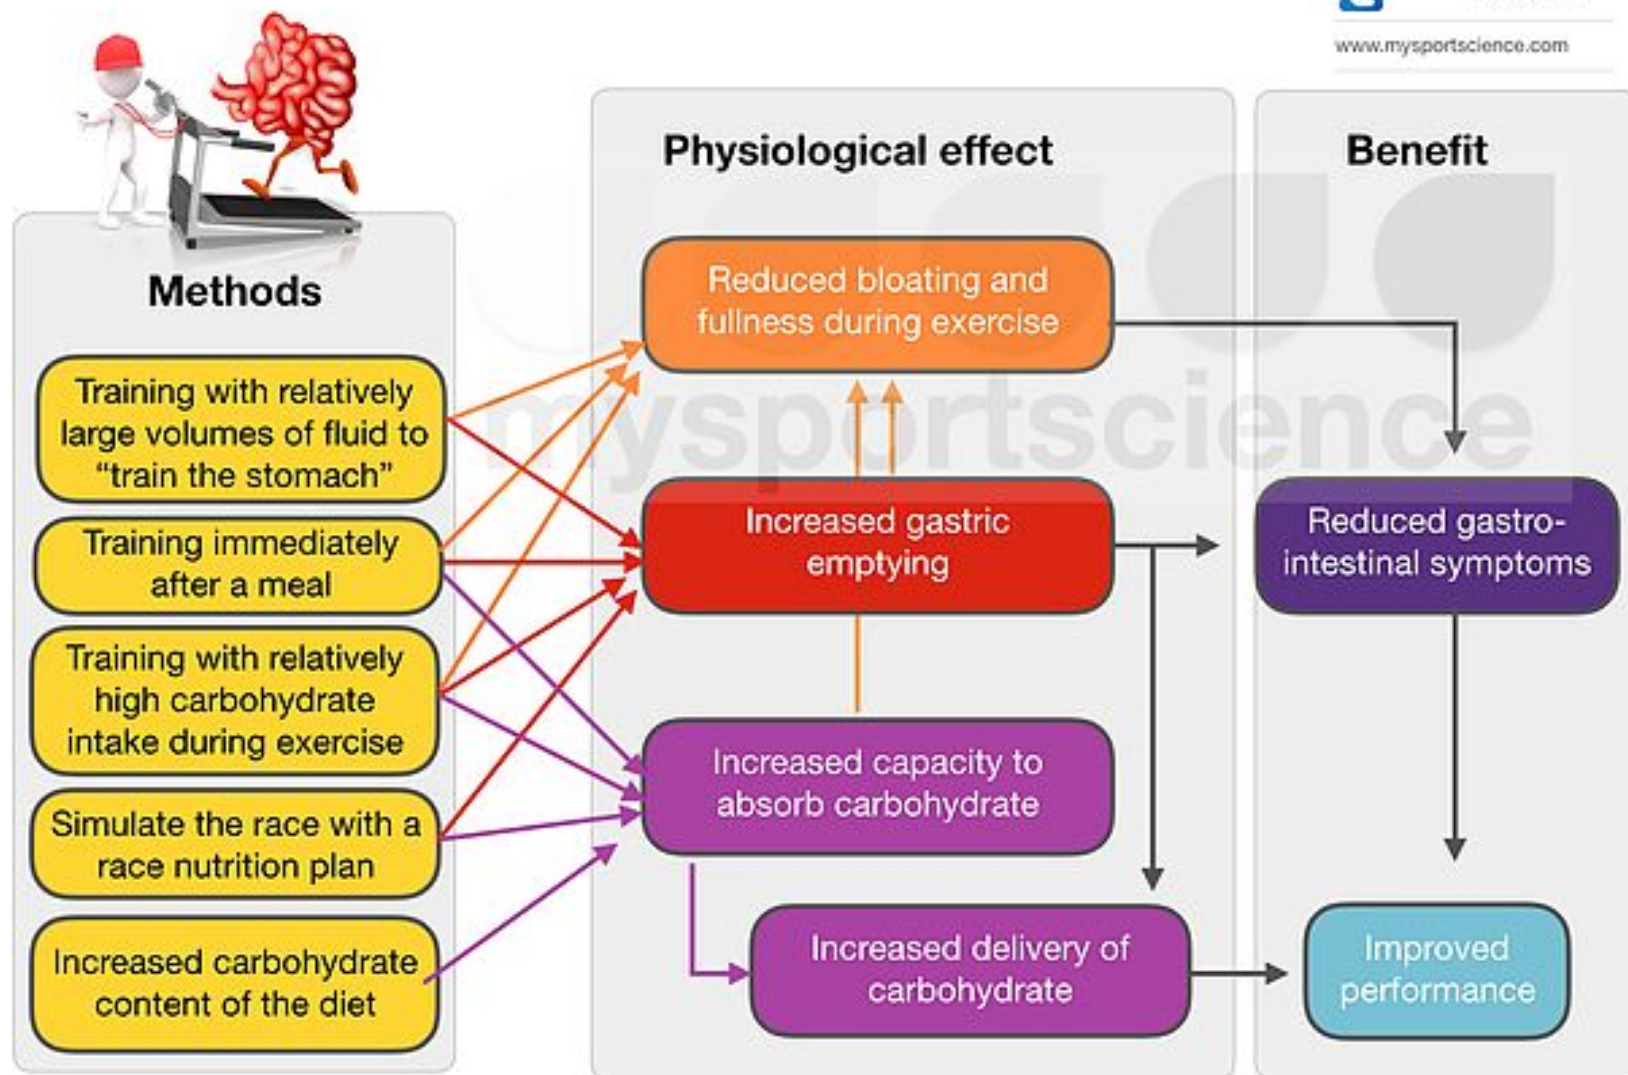 www.mysportscience.com
Methods
Training with relatively
large volumes of fluid to
“train the stomach”
Training immediately
after a meal
Training with relatively
high carbohydrate
intake during exercise
Simulate the race with a
race nutrition plan
Increased carbohydrate
content of the diet
Physiological effect
Reduced bloating and
fullness during exercise
Increased gastric
emptying
Increased capacity to
absorb carbohydrate
Increased delivery of
carbohydrate
Benefit
Reduced gastro-
intestinal symptoms
Improved
performance
mysportscience